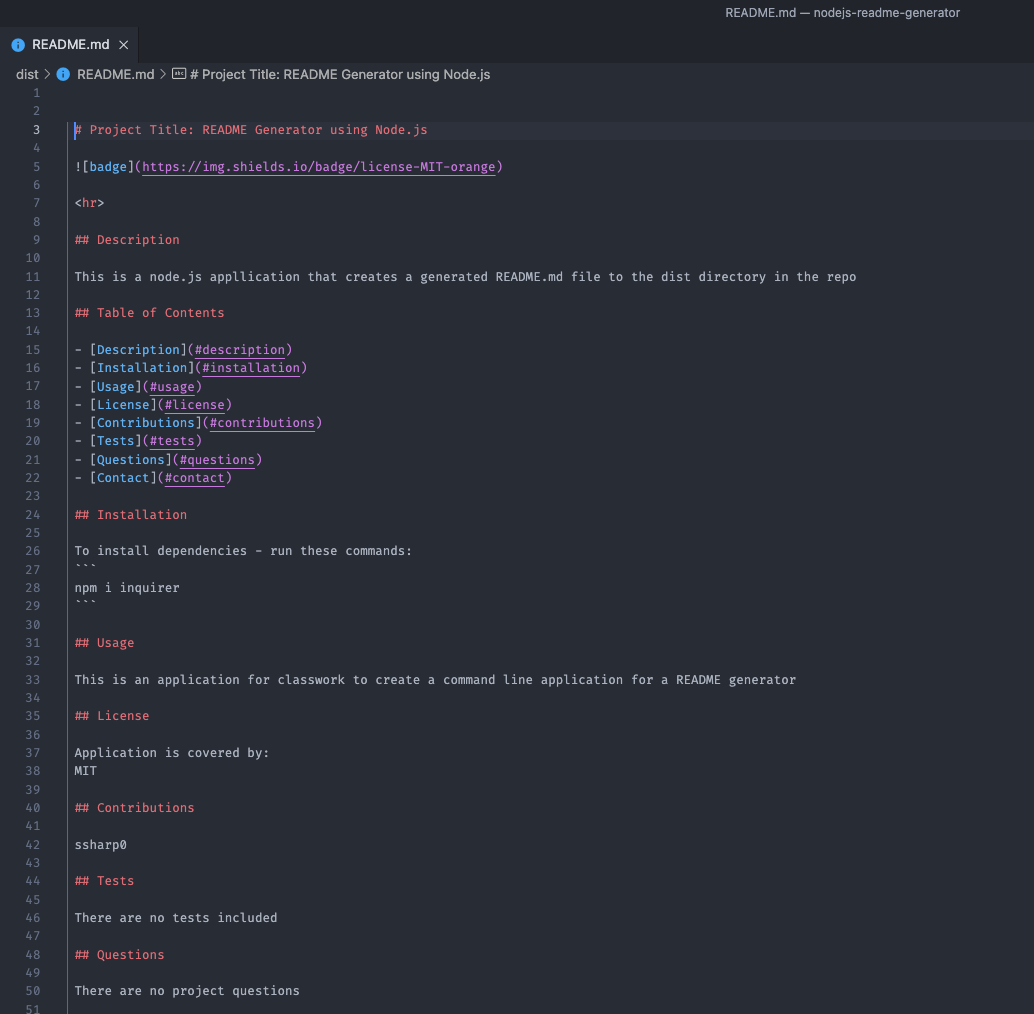 README.md — nodejs-readme-generator
README.md ×
dist > README.md > # Project Title: README Generator using Node.js
1
2
3 # Project Title: README Generator using Node.js
4
5 ![badge](https://img.shields.io/badge/license-MIT-orange)
6
7 <hr>
8
9 ## Description
10
11 This is a node.js appllication that creates a generated README.md file to the dist directory in the repo
12
13 ## Table of Contents
14
15 - [Description](#description)
16 - [Installation](#installation)
17 - [Usage](#usage)
18 - [License](#license)
19 - [Contributions](#contributions)
20 - [Tests](#tests)
21 - [Questions](#questions)
22 - [Contact](#contact)
23
24 ## Installation
25
26 To install dependencies - run these commands:
27 ```
28 npm i inquirer
29 ```
30
31 ## Usage
32
33 This is an application for classwork to create a command line application for a README generator
34
35 ## License
36
37 Application is covered by:
38 MIT
39
40 ## Contributions
41
42 ssharp0
43
44 ## Tests
45
46 There are no tests included
47
48 ## Questions
49
50 There are no project questions
51